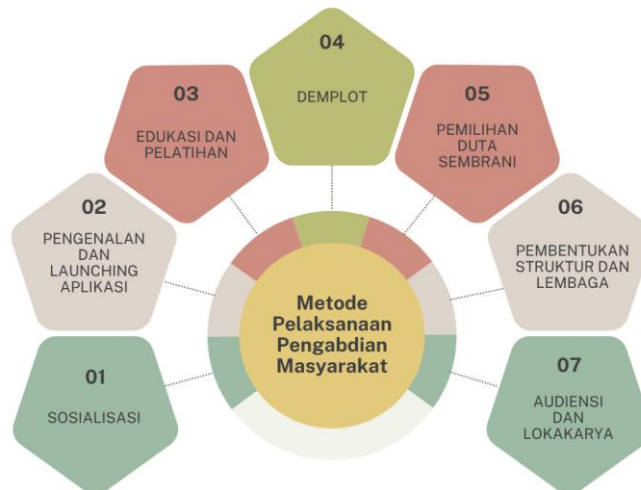 01
SOSIALISASI
02
PENGENALAN
DAN
LAUNCHING
APLIKASI
03
EDUKASI DAN
PELATIHAN
04
DEMPLOT
05
PEMILIHAN
DUTA
SEMBRANI
06
PEMBENTUKAN
STRUKTUR DAN
LEMBAGA
07
AUDIENSI
DAN
LOKAKARYA
Metode
Pelaksanaan
Pengabdian
Masyarakat